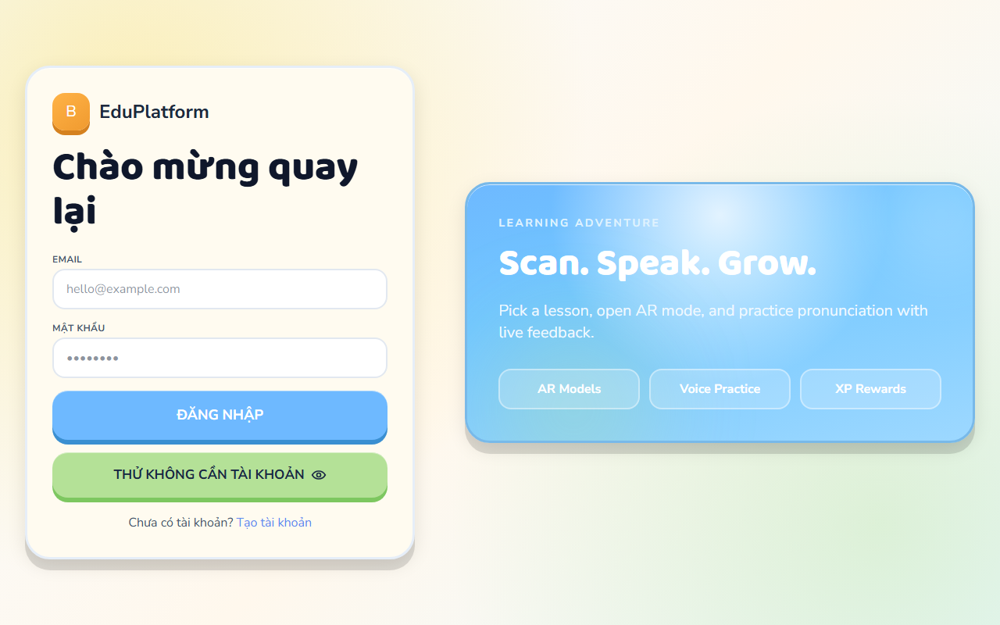 B
EduPlatform
Chào mừng quay
lại
EMAIL
hello@example.com
MẬT KHẨU
••••••••
ĐĂNG NHẬP
THỬ KHÔNG CẦN TÀI KHOẢN
Chưa có tài khoản? Tạo tài khoản
LEARNING ADVENTURE
Scan. Speak. Grow.
Pick a lesson, open AR mode, and practice pronunciation with
live feedback.
AR Models
Voice Practice
XP Rewards